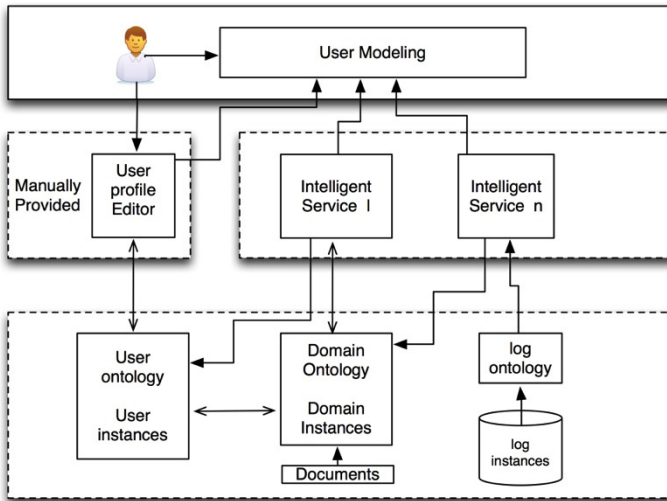 User Modeling
Manually
Provided
User
profile
Editor
Intelligent
Service l
Intelligent
Service n
User
ontology
User
instances
Domain
Ontology
Domain
Instances
Documents
log
ontology
log
instances